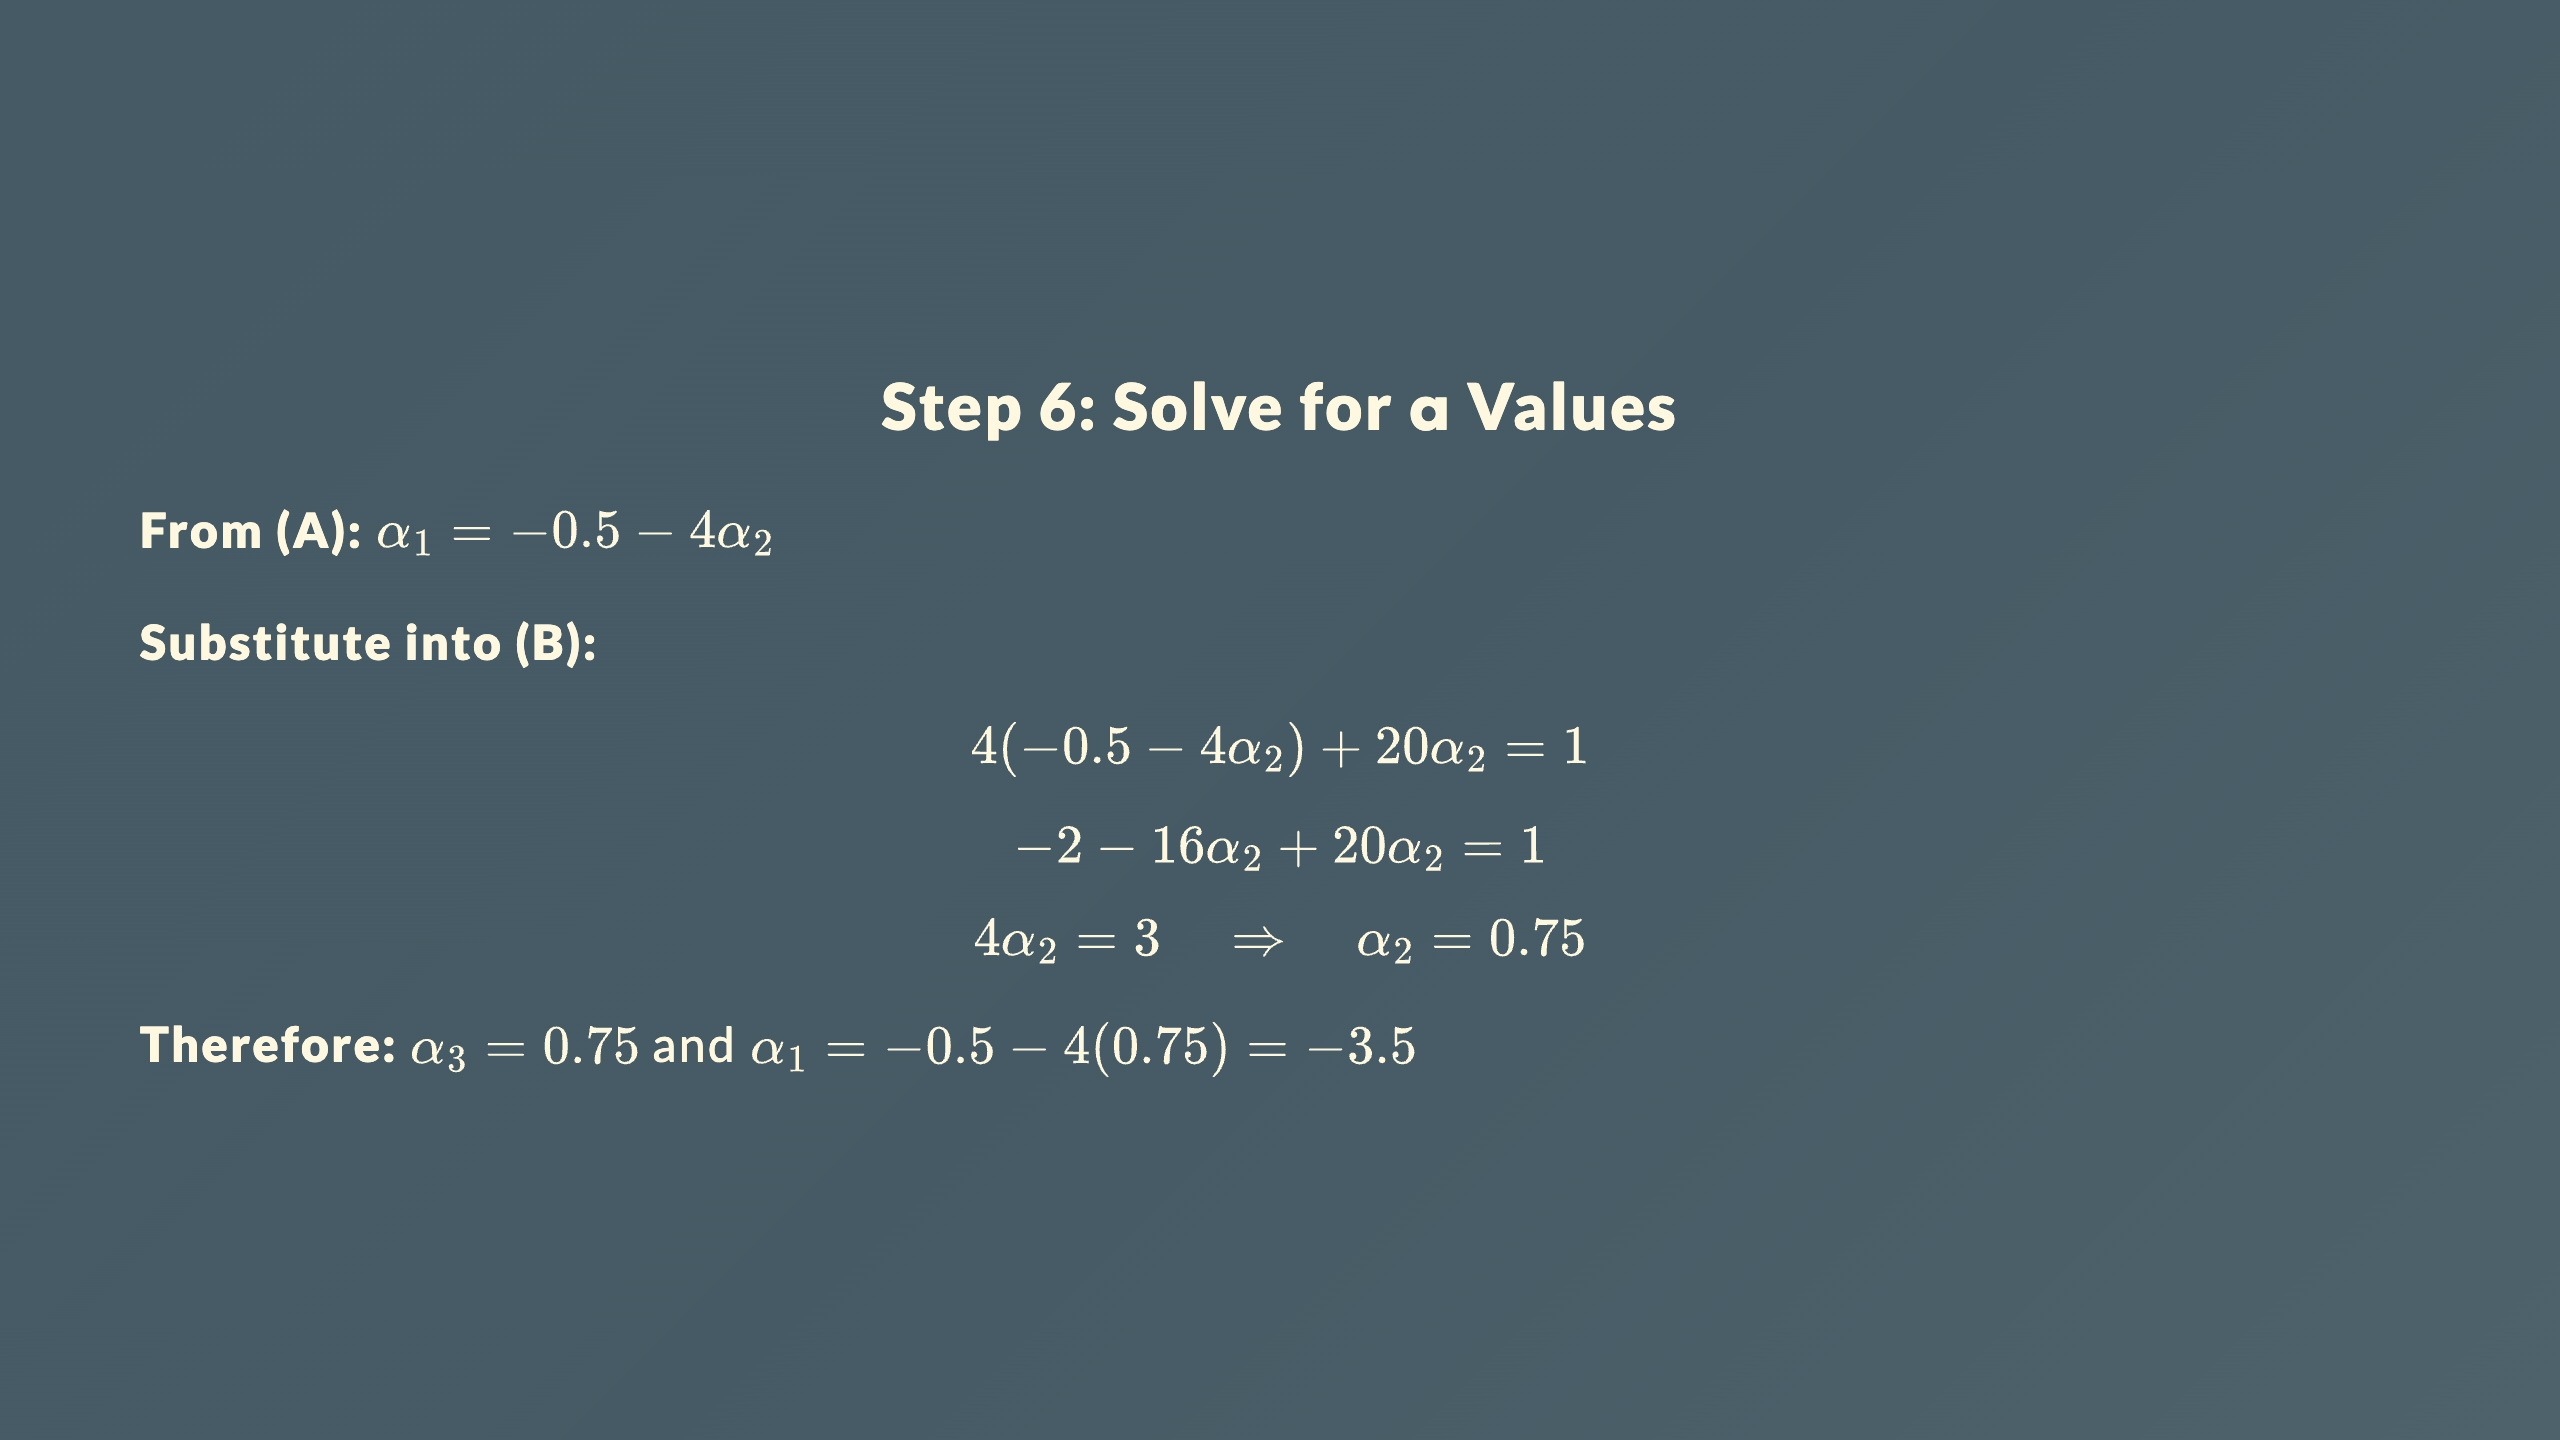 Step 6: Solve for α Values
From (A): α₁ = −0.5 − 4α₂
Substitute into (B):
4(−0.5 − 4α₂) + 20α₂ = 1
−2 − 16α₂ + 20α₂ = 1
4α₂ = 3 ⇒ α₂ = 0.75
Therefore: α₃ = 0.75 and α₁ = −0.5 − 4(0.75) = −3.5